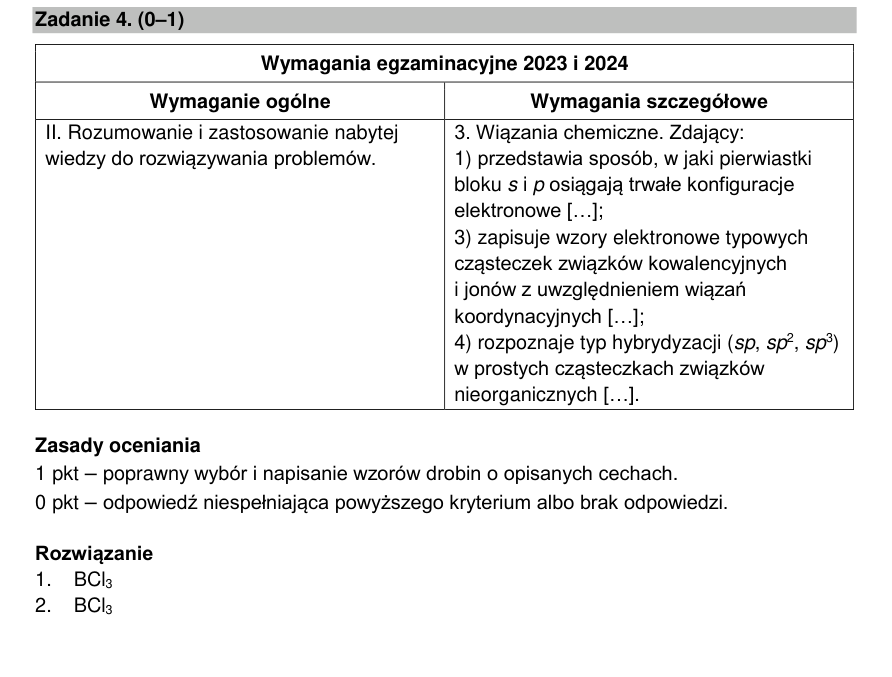 Zadanie 4. (0–1)
Wymagania egzaminacyjne 2023 i 2024
Wymaganie ogólne
Wymagania szczegółowe
II. Rozumowanie i zastosowanie nabytej
wiedzy do rozwiązywania problemów.
3. Wiązania chemiczne. Zdający:
1) przedstawia sposób, w jaki pierwiastki
bloku s i p osiągają trwałe konfiguracje
elektronowe […];
3) zapisuje wzory elektronowe typowych
cząsteczek związków kowalencyjnych
i jonów z uwzględnieniem wiązań
koordynacyjnych […];
4) rozpoznaje typ hybrydyzacji (sp, sp², sp³)
w prostych cząsteczkach związków
nieorganicznych […].
Zasady oceniania
1 pkt – poprawny wybór i napisanie wzorów drobin o opisanych cechach.
0 pkt – odpowiedź niespełniająca powyższego kryterium albo brak odpowiedzi.
Rozwiązanie
1. BCl₃
2. BCl₃